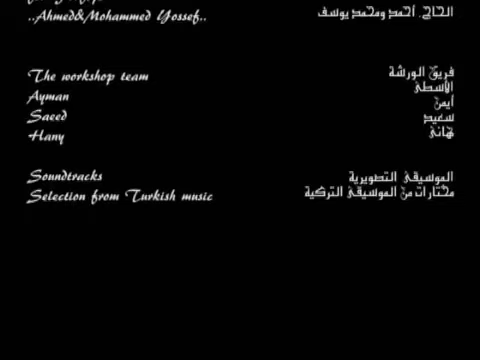 ..Ahmed&Mohammed Yossef..
الحاج. أحمد ومحمد يوسف
The workshop team
فريق الورشة
الأسطى
Ayman
أيمن
Saeed
سعيد
Hany
هانى
Soundtracks
الموسيقى التصويرية
Selection from Turkish music
مختارات من الموسيقى التركية